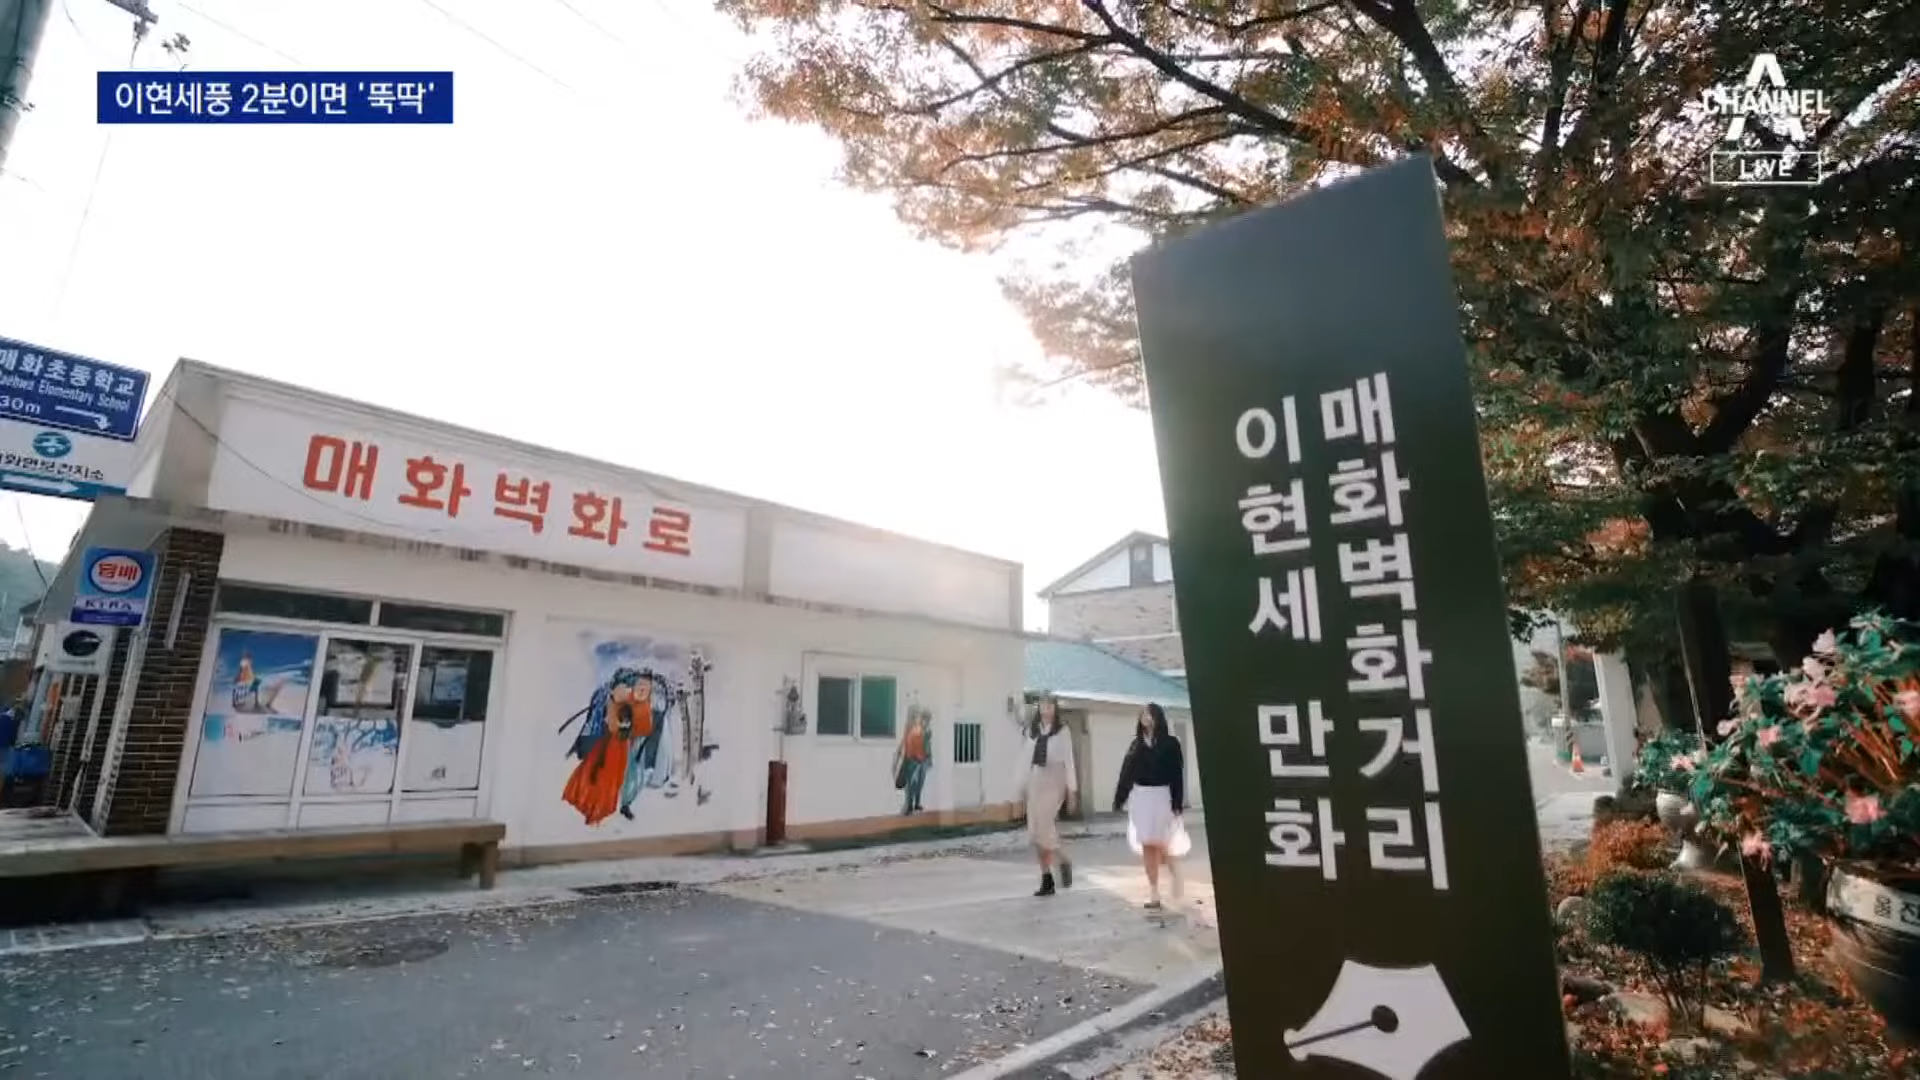 이현세풍 2분이면 '뚝딱'
CHANNEL A
LIVE
매화초등학교
Maehwa Elementary School
30m
매화벽화로
담배
매화벽화거리
이현세 만화
울진